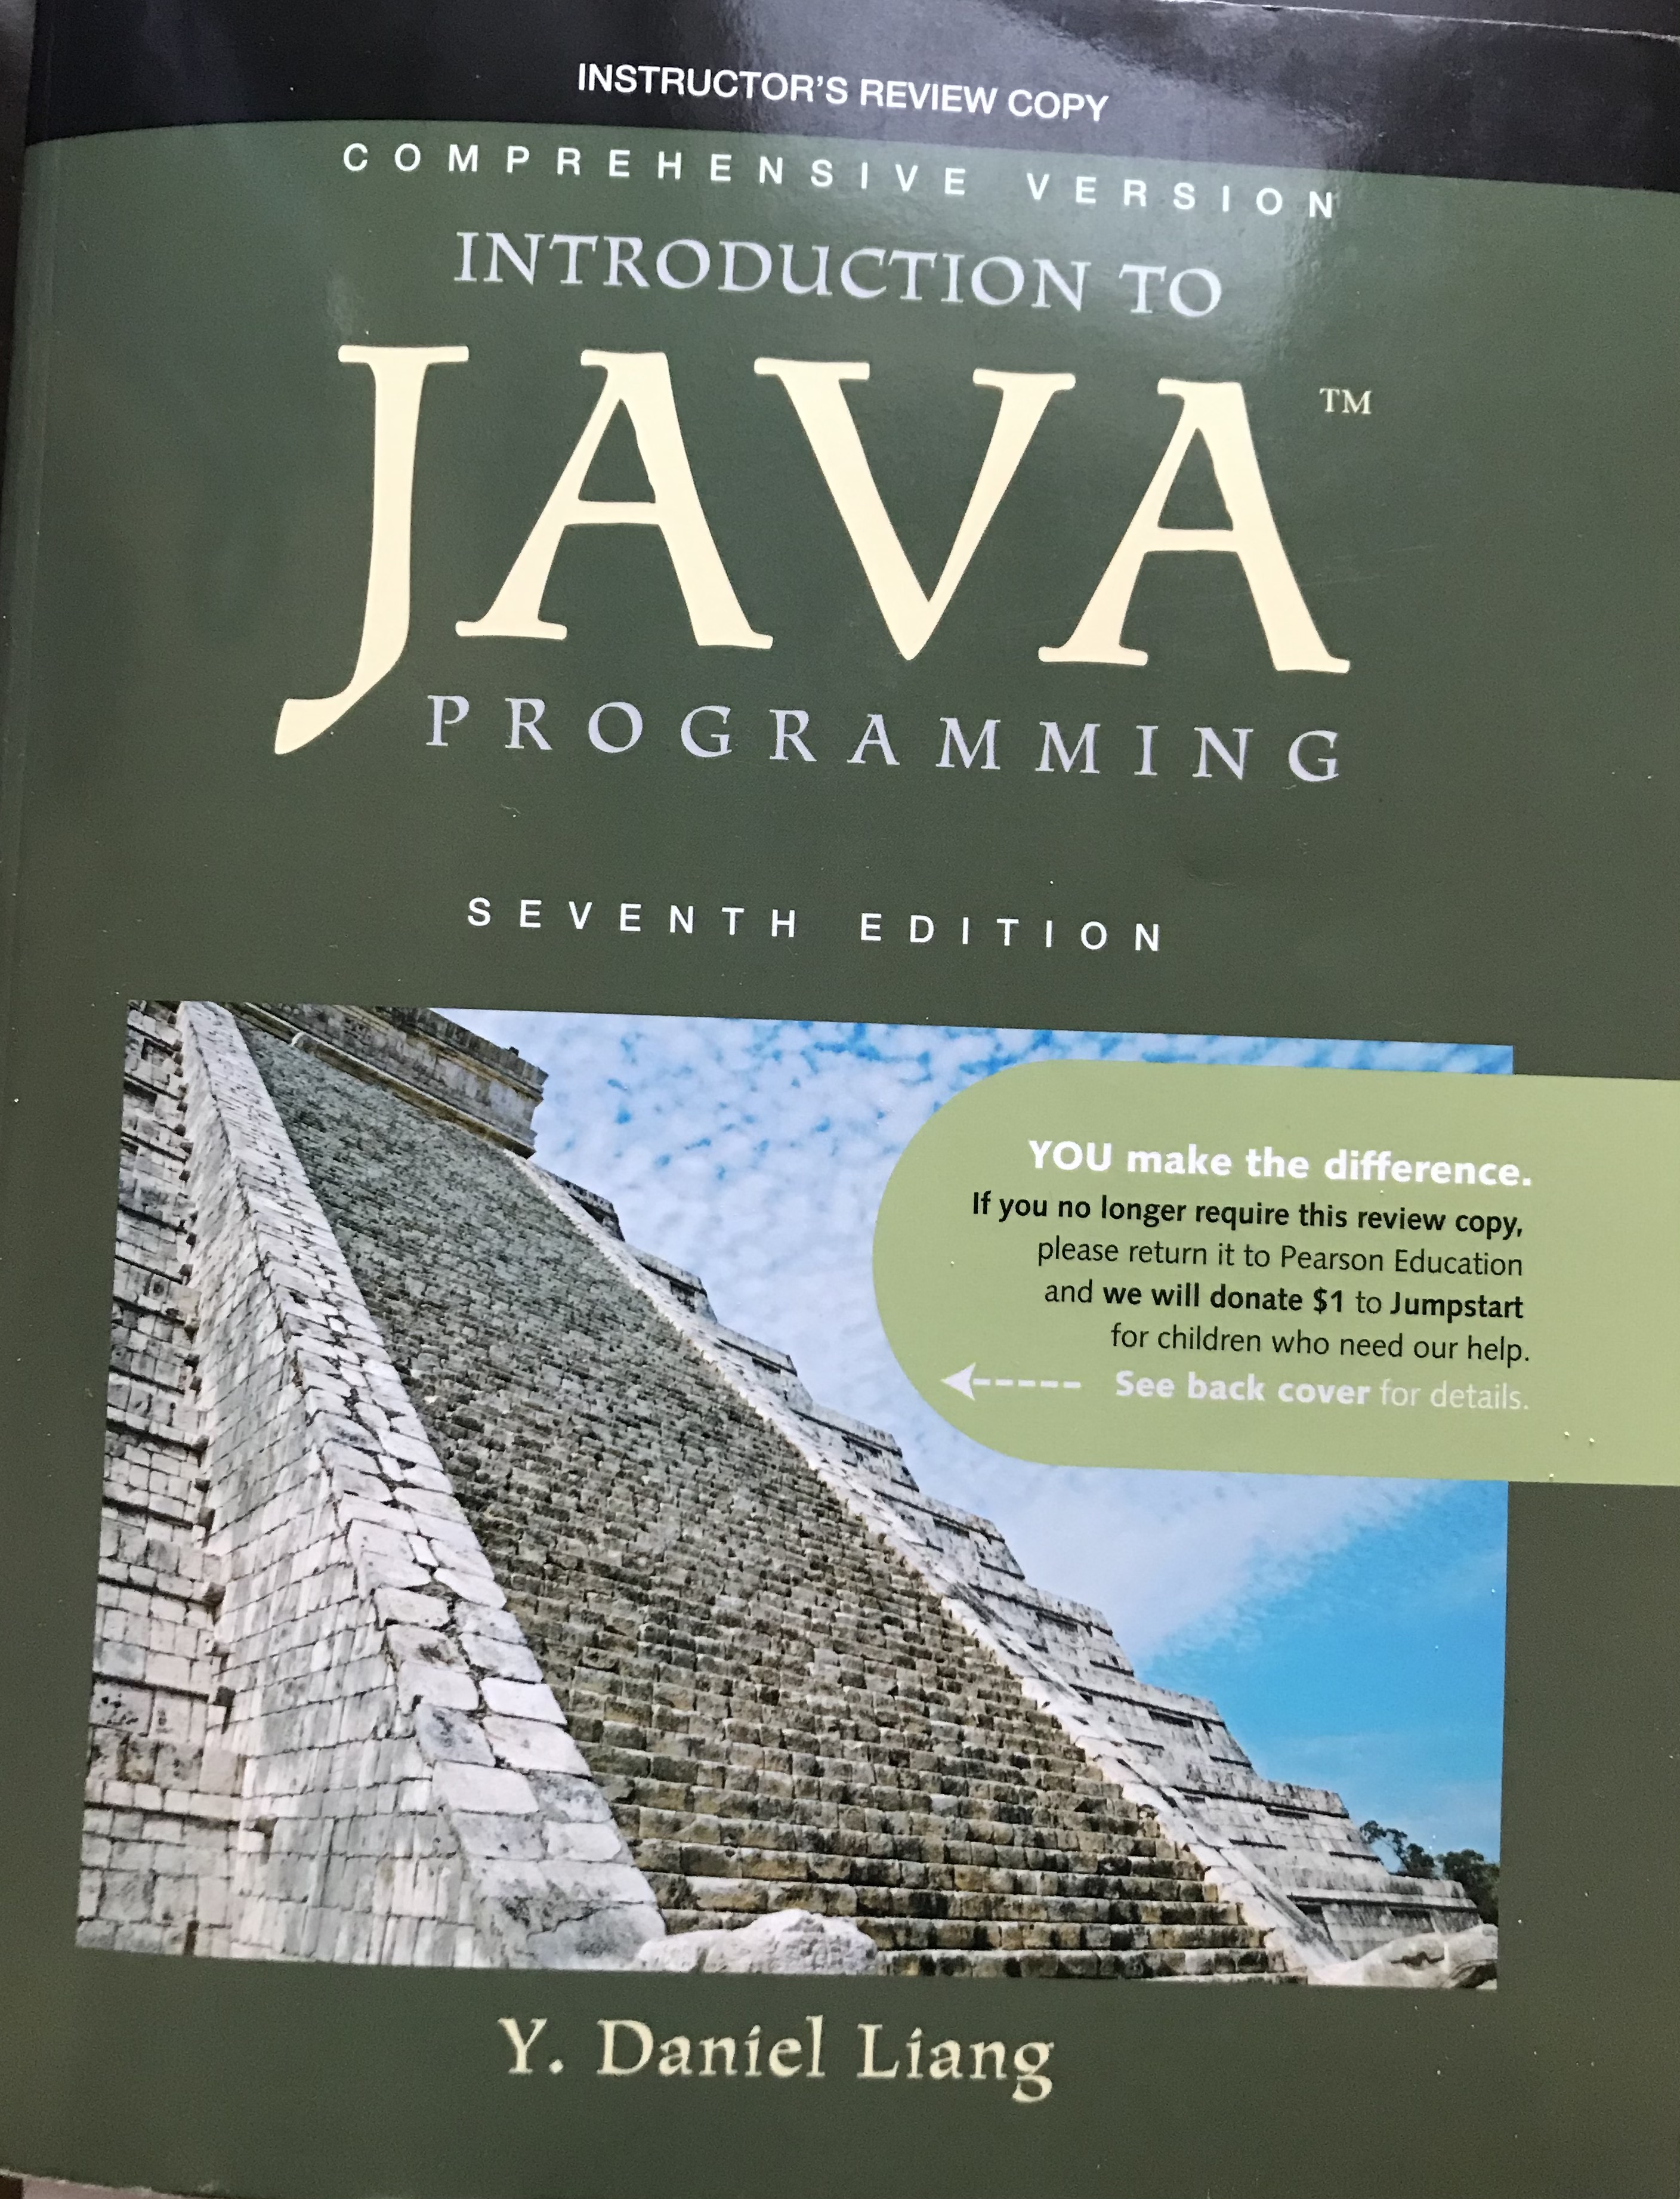 INSTRUCTOR'S REVIEW COPY
COMPREHENSIVE VERSION
INTRODUCTION TO
JAVA™
PROGRAMMING
SEVENTH EDITION
YOU make the difference.
If you no longer require this review copy,
please return it to Pearson Education
and we will donate $1 to Jumpstart
for children who need our help.
See back cover for details.
Y. Daniel Liang